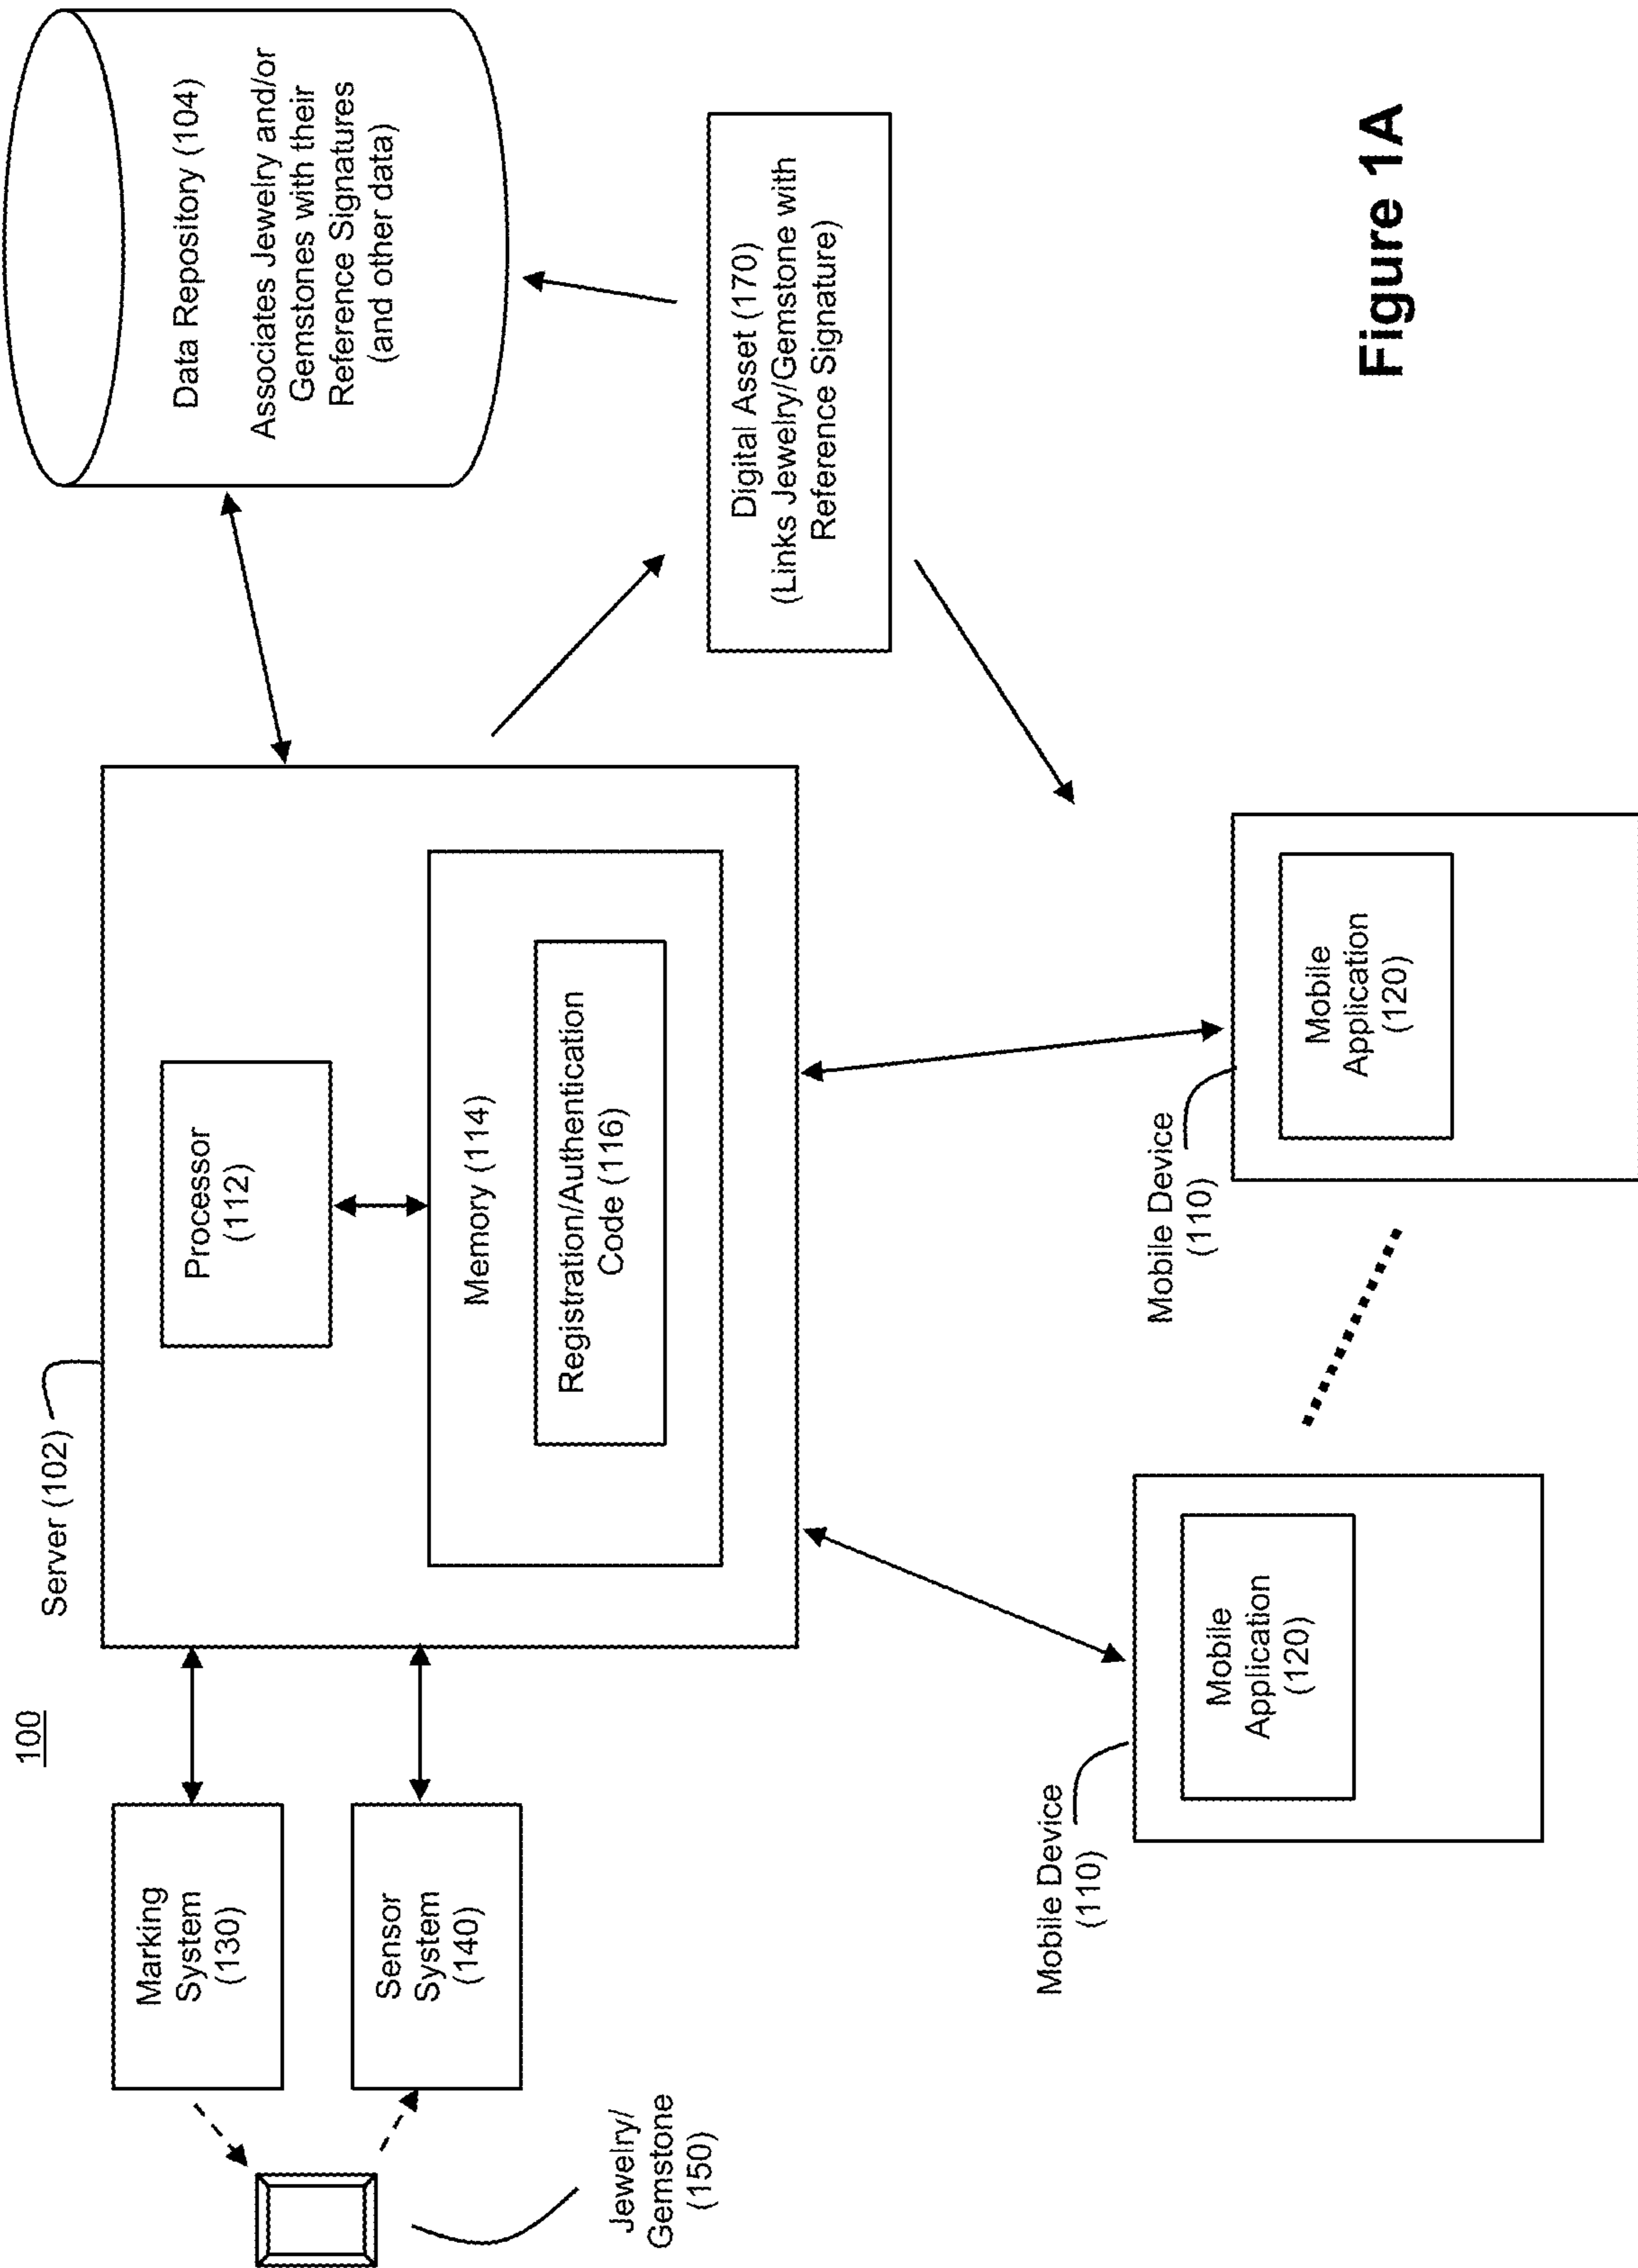 100
Server (102)
Marking
System
(130)
Sensor
System
(140)
Jewelry/
Gemstone
(150)
Processor
(112)
Memory (114)
Registration/Authentication
Code (116)
Data Repository (104)
Associates Jewelry and/or
Gemstones with their
Reference Signatures
(and other data)
Digital Asset (170)
(Links Jewelry/Gemstone with
Reference Signature)
Mobile Device
(110)
Mobile
Application
(120)
Mobile Device
(110)
Mobile
Application
(120)
Figure 1A